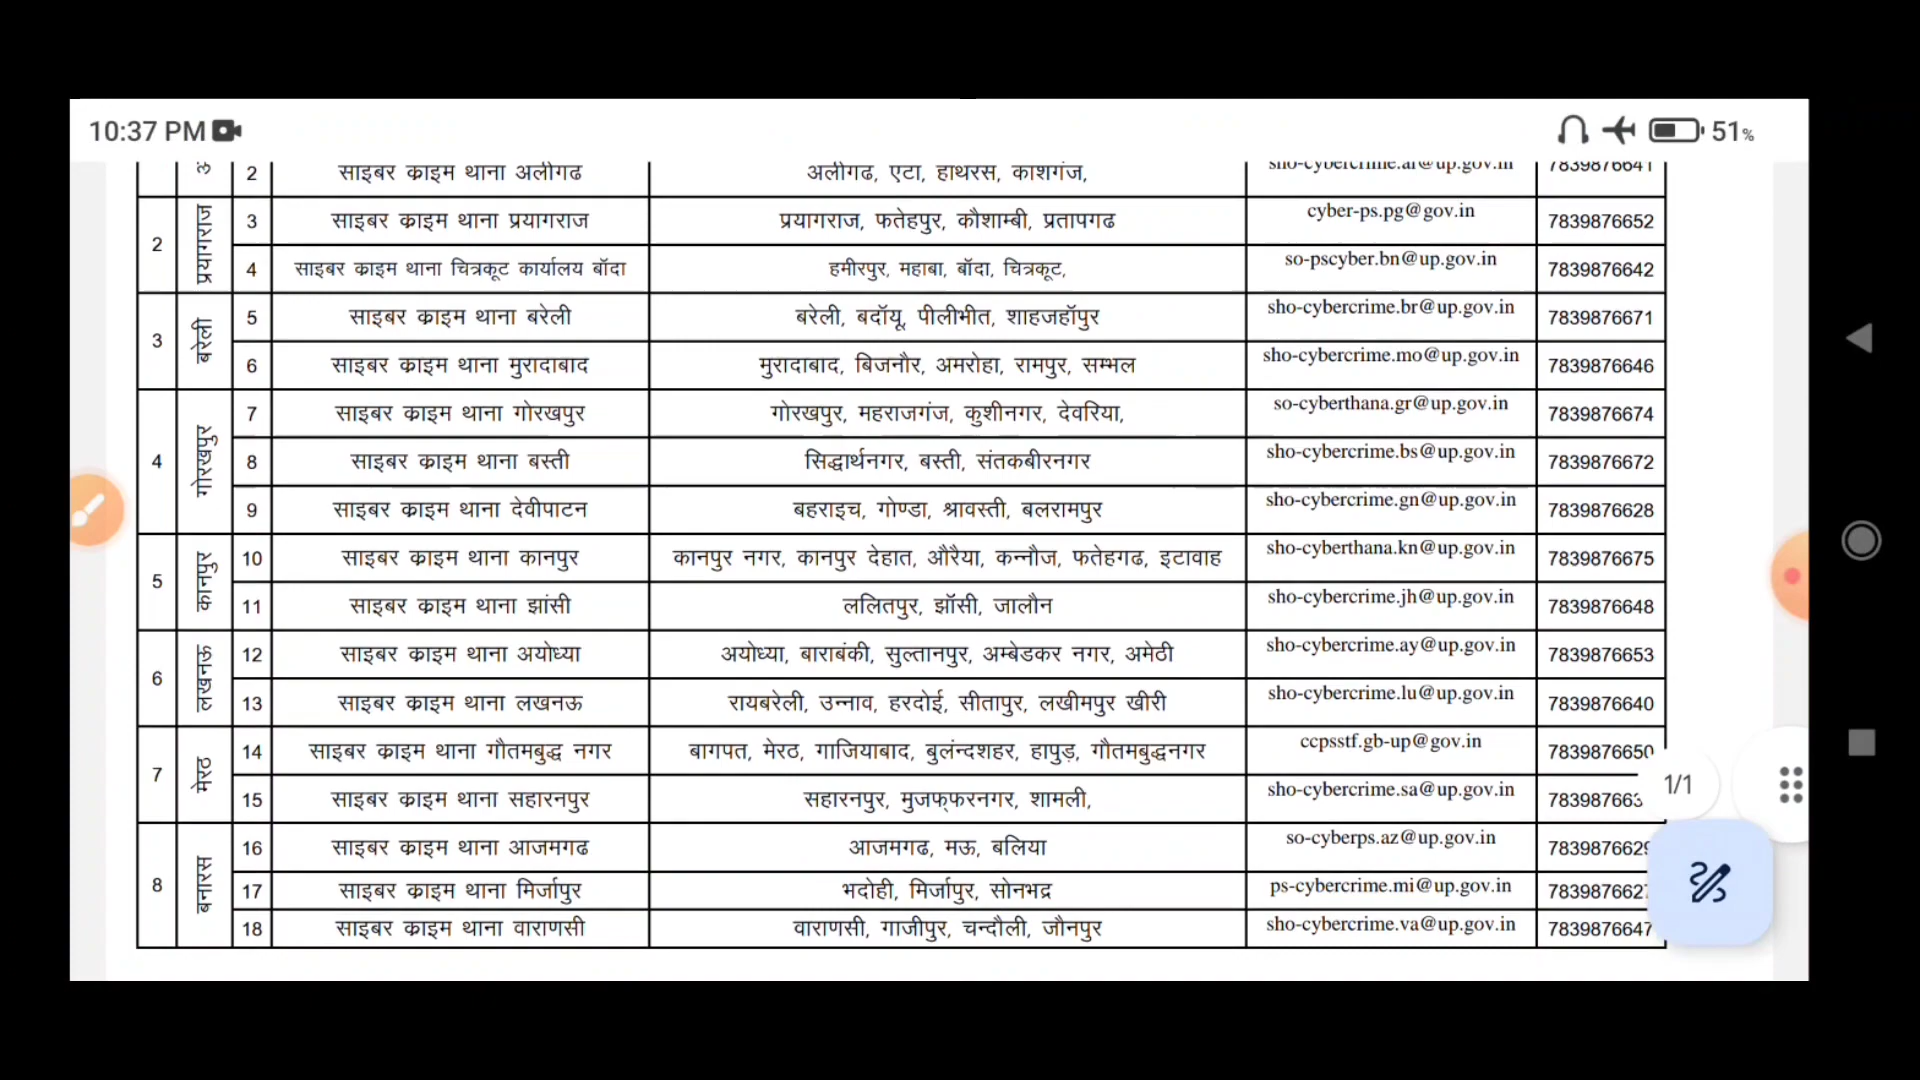 10:37 PM 51%
2 साइबर क्राइम थाना अलीगढ अलीगढ, एटा, हाथरस, काशगंज, sho-cybercrime.al@up.gov.in 7839876641
2 प्रयागराज 3 साइबर क्राइम थाना प्रयागराज प्रयागराज, फतेहपुर, कौशाम्बी, प्रतापगढ cyber-ps.pg@gov.in 7839876652
4 साइबर क्राइम थाना चित्रकूट कार्यालय बॉदा हमीरपुर, महाबा, बॉदा, चित्रकूट, so-pscyber.bn@up.gov.in 7839876642
3 बरेली 5 साइबर क्राइम थाना बरेली बरेली, बदॉयू, पीलीभीत, शाहजहॉपुर sho-cybercrime.br@up.gov.in 7839876671
6 साइबर क्राइम थाना मुरादाबाद मुरादाबाद, बिजनौर, अमरोहा, रामपुर, सम्भल sho-cybercrime.mo@up.gov.in 7839876646
4 गोरखपुर 7 साइबर क्राइम थाना गोरखपुर गोरखपुर, महराजगंज, कुशीनगर, देवरिया, so-cyberthana.gr@up.gov.in 7839876674
8 साइबर क्राइम थाना बस्ती सिद्धार्थनगर, बस्ती, संतकबीरनगर sho-cybercrime.bs@up.gov.in 7839876672
9 साइबर क्राइम थाना देवीपाटन बहराइच, गोण्डा, श्रावस्ती, बलरामपुर sho-cybercrime.gn@up.gov.in 7839876628
5 कानपुर 10 साइबर क्राइम थाना कानपुर कानपुर नगर, कानपुर देहात, औरैया, कन्नौज, फतेहगढ, इटावाह sho-cyberthana.kn@up.gov.in 7839876675
11 साइबर क्राइम थाना झांसी ललितपुर, झॉसी, जालौन sho-cybercrime.jh@up.gov.in 7839876648
6 लखनऊ 12 साइबर क्राइम थाना अयोध्या अयोध्या, बाराबंकी, सुल्तानपुर, अम्बेडकर नगर, अमेठी sho-cybercrime.ay@up.gov.in 7839876653
13 साइबर क्राइम थाना लखनऊ रायबरेली, उन्नाव, हरदोई, सीतापुर, लखीमपुर खीरी sho-cybercrime.lu@up.gov.in 7839876640
7 मेरठ 14 साइबर क्राइम थाना गौतमबुद्ध नगर बागपत, मेरठ, गाजियाबाद, बुलंन्दशहर, हापुड़, गौतमबुद्धनगर ccpsstf.gb-up@gov.in 7839876650
1/1
15 साइबर क्राइम थाना सहारनपुर सहारनपुर, मुजफ्फरनगर, शामली, sho-cybercrime.sa@up.gov.in
8 बनारस 16 साइबर क्राइम थाना आजमगढ आजमगढ, मऊ, बलिया so-cyberps.az@up.gov.in 7839876629
17 साइबर क्राइम थाना मिर्जापुर भदोही, मिर्जापुर, सोनभद्र ps-cybercrime.mi@up.gov.in 7839876627
18 साइबर क्राइम थाना वाराणसी वाराणसी, गाजीपुर, चन्दौली, जौनपुर sho-cybercrime.va@up.gov.in 7839876647